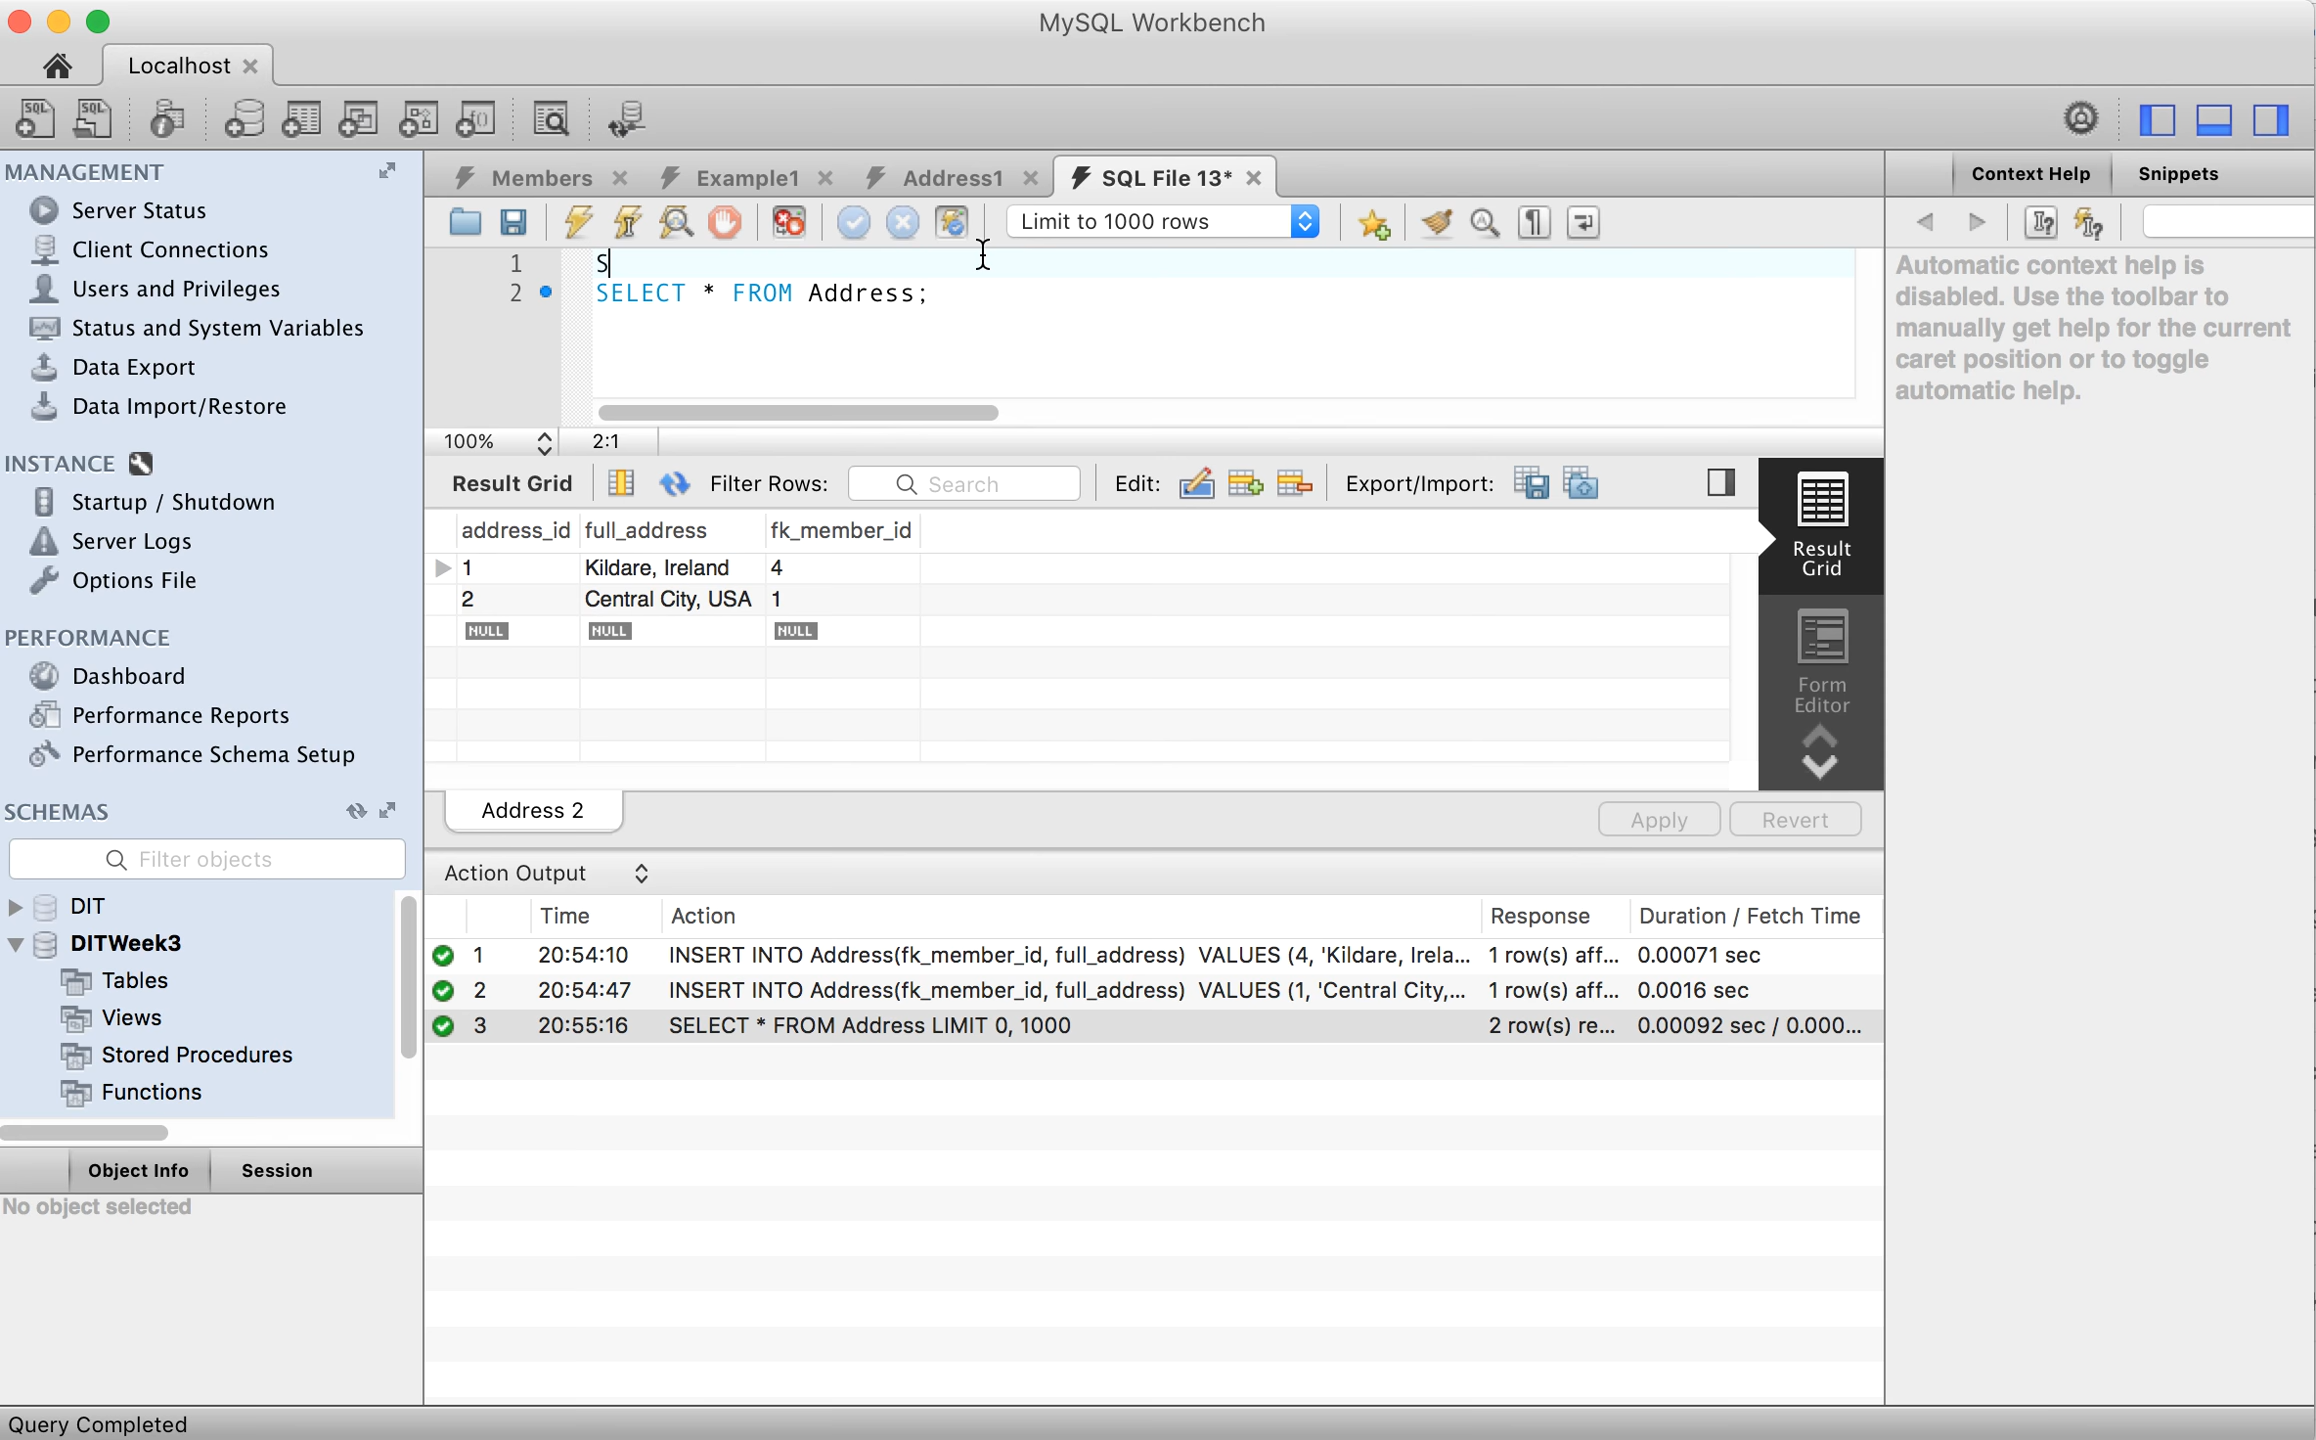 MySQL Workbench
Localhost
MANAGEMENT
Server Status
Client Connections
Users and Privileges
Status and System Variables
Data Export
Data Import/Restore
INSTANCE
Startup / Shutdown
Server Logs
Options File
PERFORMANCE
Dashboard
Performance Reports
Performance Schema Setup
SCHEMAS
Filter objects
DIT
DITWeek3
Tables
Views
Stored Procedures
Functions
Object Info Session
No object selected
Members Example1 Address1 SQL File 13*
Limit to 1000 rows
1 S
2 SELECT * FROM Address;
100% 2:1
Result Grid Filter Rows: Search Edit: Export/Import:
address_id full_address fk_member_id
1 Kildare, Ireland 4
2 Central City, USA 1
NULL NULL NULL
Result
Grid
Form
Editor
Address 2 Apply Revert
Action Output
Time Action Response Duration / Fetch Time
1 20:54:10 INSERT INTO Address(fk_member_id, full_address) VALUES (4, 'Kildare, Irela... 1 row(s) aff... 0.00071 sec
2 20:54:47 INSERT INTO Address(fk_member_id, full_address) VALUES (1, 'Central City,... 1 row(s) aff... 0.0016 sec
3 20:55:16 SELECT * FROM Address LIMIT 0, 1000 2 row(s) re... 0.00092 sec / 0.000...
Context Help Snippets
Automatic context help is
disabled. Use the toolbar to
manually get help for the current
caret position or to toggle
automatic help.
Query Completed